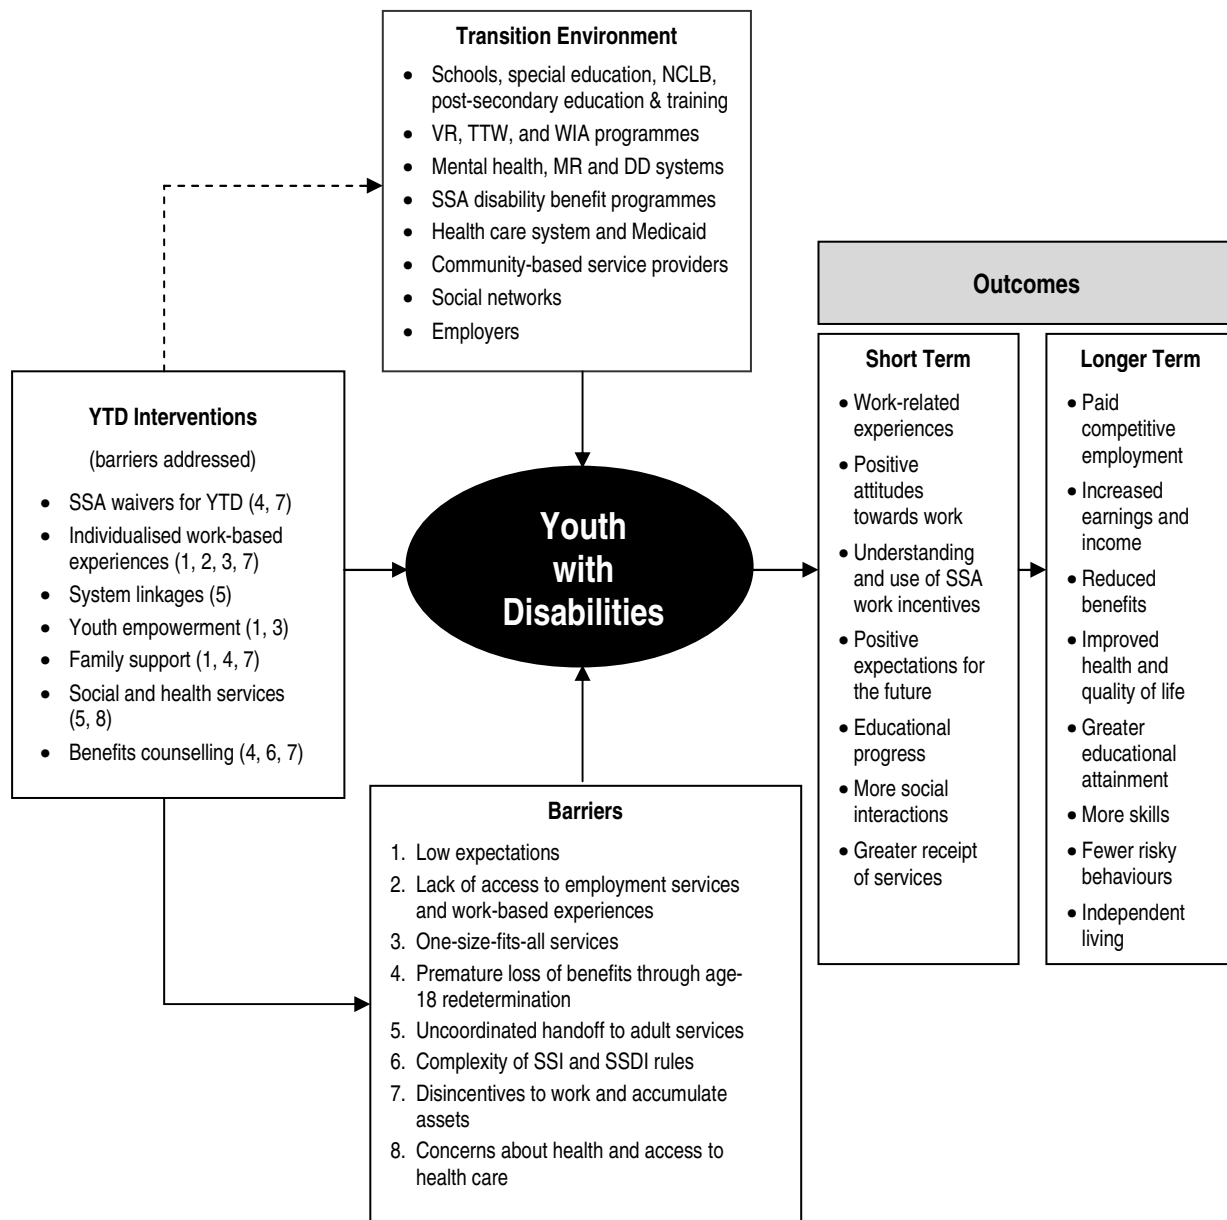 Transition Environment
• Schools, special education, NCLB,
post-secondary education & training
• VR, TTW, and WIA programmes
• Mental health, MR and DD systems
• SSA disability benefit programmes
• Health care system and Medicaid
• Community-based service providers
• Social networks
• Employers
YTD Interventions
(barriers addressed)
• SSA waivers for YTD (4, 7)
• Individualised work-based
experiences (1, 2, 3, 7)
• System linkages (5)
• Youth empowerment (1, 3)
• Family support (1, 4, 7)
• Social and health services
(5, 8)
• Benefits counselling (4, 6, 7)
Youth
with
Disabilities
Barriers
1. Low expectations
2. Lack of access to employment services
and work-based experiences
3. One-size-fits-all services
4. Premature loss of benefits through age-
18 redetermination
5. Uncoordinated handoff to adult services
6. Complexity of SSI and SSDI rules
7. Disincentives to work and accumulate
assets
8. Concerns about health and access to
health care
Outcomes
Short Term
• Work-related
experiences
• Positive
attitudes
towards work
• Understanding
and use of SSA
work incentives
• Positive
expectations for
the future
• Educational
progress
• More social
interactions
• Greater receipt
of services
Longer Term
• Paid
competitive
employment
• Increased
earnings and
income
• Reduced
benefits
• Improved
health and
quality of life
• Greater
educational
attainment
• More skills
• Fewer risky
behaviours
• Independent
living